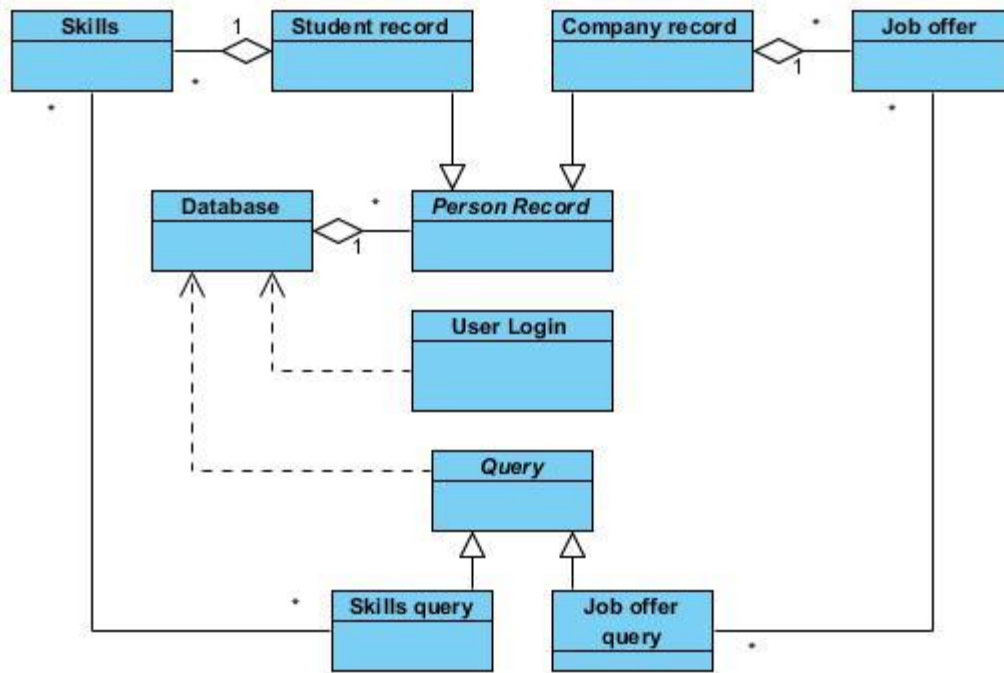 Skills
1
Student record
Company record
*
Job offer
*
1
*
*
Database
*
Person Record
1
User Login
Query
*
Skills query
Job offer
query
*